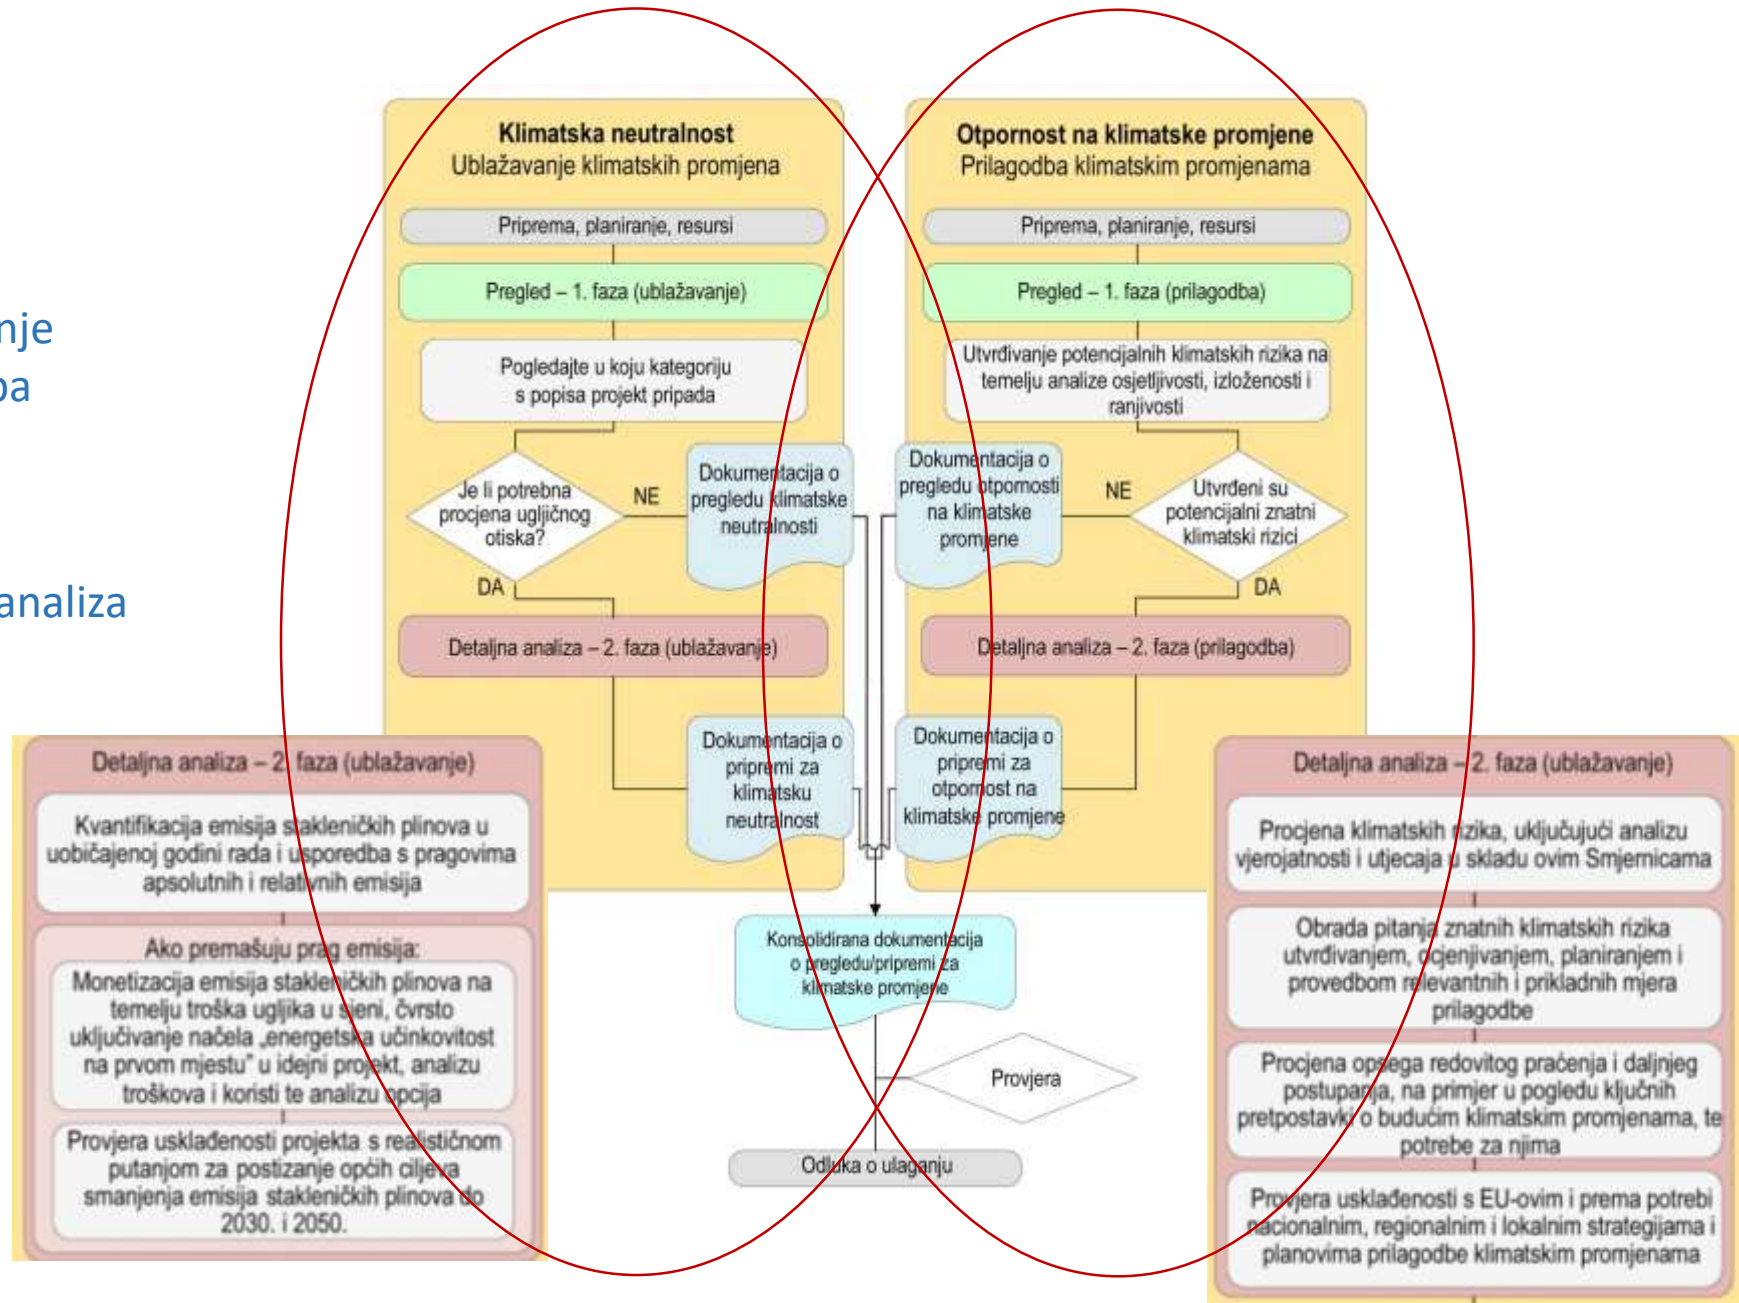 nje
ba
analiza
Klimatska neutralnost
Ublažavanje klimatskih promjena
Priprema, planiranje, resursi
Pregled – 1. faza (ublažavanje)
Pogledajte u koju kategoriju
s popisa projekt pripada
Je li potrebna
procjena ugljičnog
otiska?
NE
DA
Dokumentacija o
pregledu klimatske
neutralnosti
Detaljna analiza – 2. faza (ublažavanje)
Dokumentacija o
pripremi za
klimatsku
neutralnost
Otpornost na klimatske promjene
Prilagodba klimatskim promjenama
Priprema, planiranje, resursi
Pregled – 1. faza (prilagodba)
Utvrđivanje potencijalnih klimatskih rizika na
temelju analize osjetljivosti, izloženosti i
ranjivosti
Dokumentacija o
pregledu otpornosti
na klimatske
promjene
NE
Utvrđeni su
potencijalni znatni
klimatski rizici
DA
Detaljna analiza – 2. faza (prilagodba)
Dokumentacija o
pripremi za
otpornost na
klimatske promjene
Detaljna analiza – 2. faza (ublažavanje)
Kvantifikacija emisija stakleničkih plinova u
uobičajenoj godini rada i usporedba s pragovima
apsolutnih i relativnih emisija
Ako premašuju prag emisija:
Monetizacija emisija stakleničkih plinova na
temelju troška ugljika u sjeni, čvrsto
uključivanje načela „energetska učinkovitost
na prvom mjestu” u idejni projekt, analizu
troškova i koristi te analizu opcija
Provjera usklađenosti projekta s realističnom
putanjom za postizanje općih ciljeva
smanjenja emisija stakleničkih plinova do
2030. i 2050.
Konsolidirana dokumentacija
o pregledu/pripremi za
klimatske promjene
Provjera
Odluka o ulaganju
Detaljna analiza – 2. faza (ublažavanje)
Procjena klimatskih rizika, uključujući analizu
vjerojatnosti i utjecaja u skladu ovim Smjernicama
Obrada pitanja znatnih klimatskih rizika
utvrđivanjem, ocjenjivanjem, planiranjem i
provedbom relevantnih i prikladnih mjera
prilagodbe
Procjena opsega redovitog praćenja i daljnjeg
postupanja, na primjer u pogledu ključnih
pretpostavki o budućim klimatskim promjenama, te
potrebe za njima
Provjera usklađenosti s EU-ovim i prema potrebi
nacionalnim, regionalnim i lokalnim strategijama i
planovima prilagodbe klimatskim promjenama